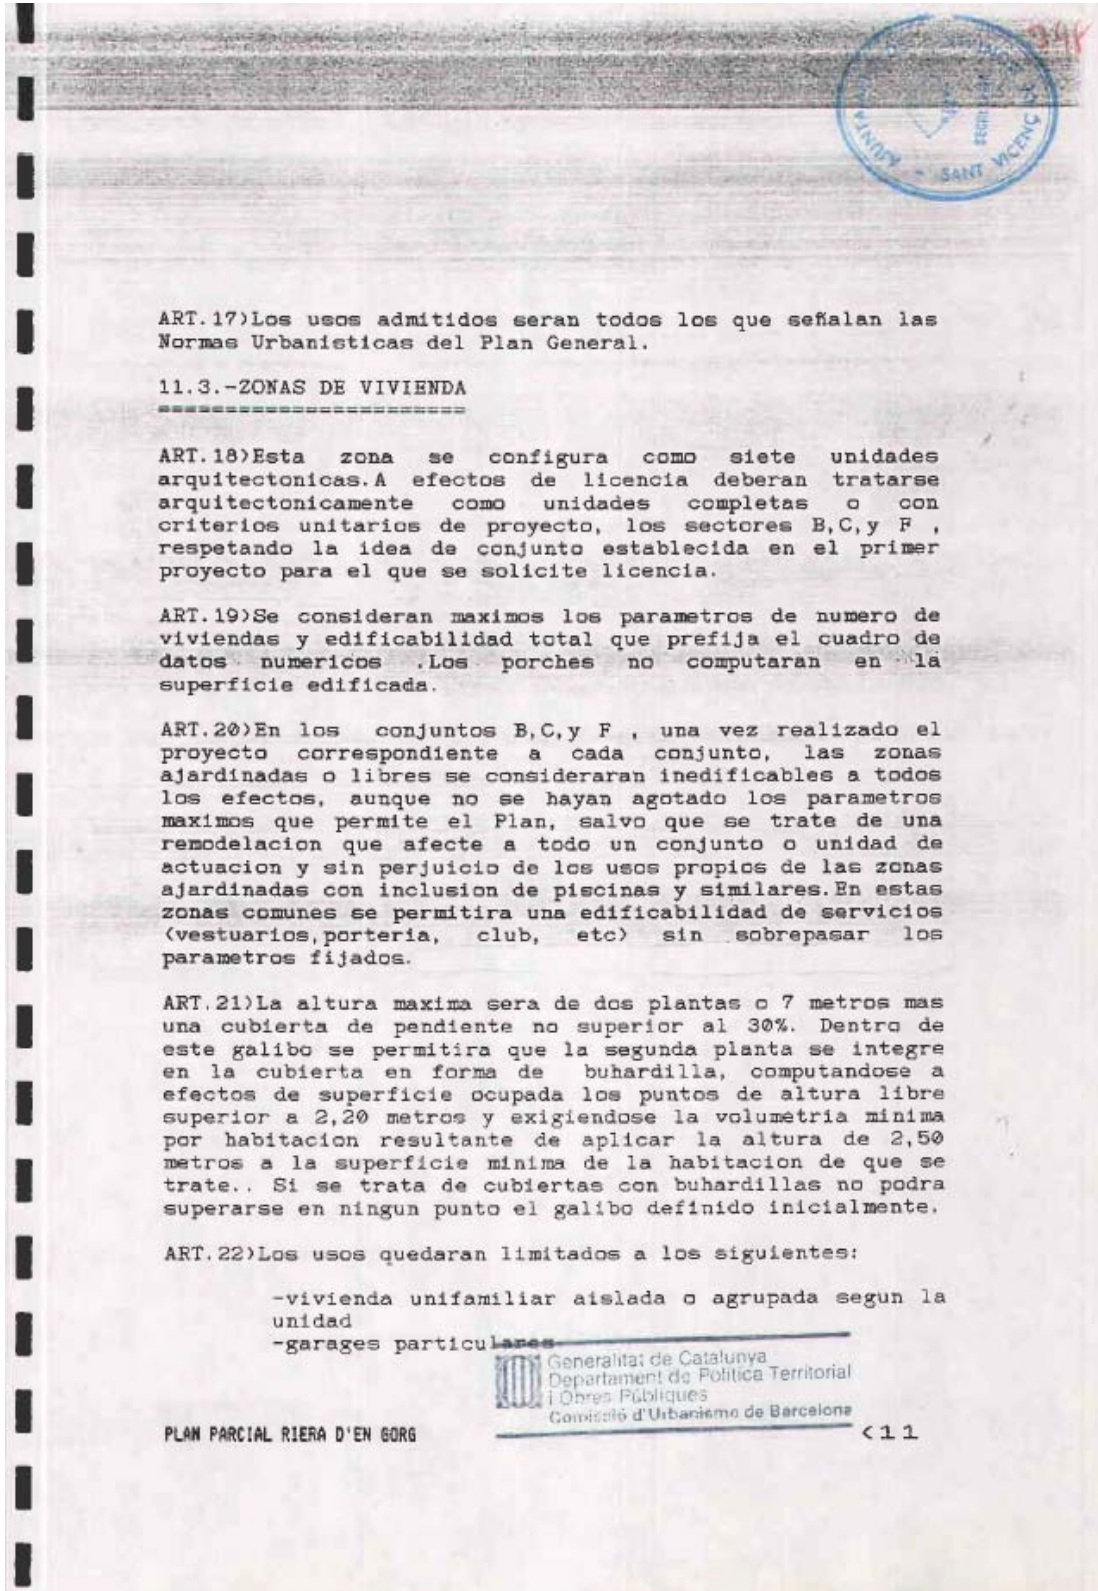 ART.17)Los usos admitidos seran todos los que señalan las
Normas Urbanisticas del Plan General.
11.3.-ZONAS DE VIVIENDA
=======================
ART.18)Esta zona se configura como siete unidades
arquitectonicas.A efectos de licencia deberan tratarse
arquitectonicamente como unidades completas o con
criterios unitarios de proyecto, los sectores B,C,y F ,
respetando la idea de conjunto establecida en el primer
proyecto para el que se solicite licencia.
ART.19)Se consideran maximos los parametros de numero de
viviendas y edificabilidad total que prefija el cuadro de
datos numericos .Los porches no computaran en la
superficie edificada.
ART.20)En los conjuntos B,C,y F , una vez realizado el
proyecto correspondiente a cada conjunto, las zonas
ajardinadas o libres se consideraran inedificables a todos
los efectos, aunque no se hayan agotado los parametros
maximos que permite el Plan, salvo que se trate de una
remodelacion que afecte a todo un conjunto o unidad de
actuacion y sin perjuicio de los usos propios de las zonas
ajardinadas con inclusion de piscinas y similares.En estas
zonas comunes se permitira una edificabilidad de servicios
(vestuarios,porteria, club, etc) sin sobrepasar los
parametros fijados.
ART.21)La altura maxima sera de dos plantas o 7 metros mas
una cubierta de pendiente no superior al 30%. Dentro de
este galibo se permitira que la segunda planta se integre
en la cubierta en forma de buhardilla, computandose a
efectos de superficie ocupada los puntos de altura libre
superior a 2,20 metros y exigiendose la volumetria minima
por habitacion resultante de aplicar la altura de 2,50
metros a la superficie minima de la habitacion de que se
trate.. Si se trata de cubiertas con buhardillas no podra
superarse en ningun punto el galibo definido inicialmente.
ART.22)Los usos quedaran limitados a los siguientes:
-vivienda unifamiliar aislada o agrupada segun la
unidad
-garages particulares
Generalitat de Catalunya
Departament de Política Territorial
i Obres Públiques
Comissió d'Urbanisme de Barcelona
PLAN PARCIAL RIERA D'EN GORG
<11
AJUNTAMENT
SANT VICENÇ